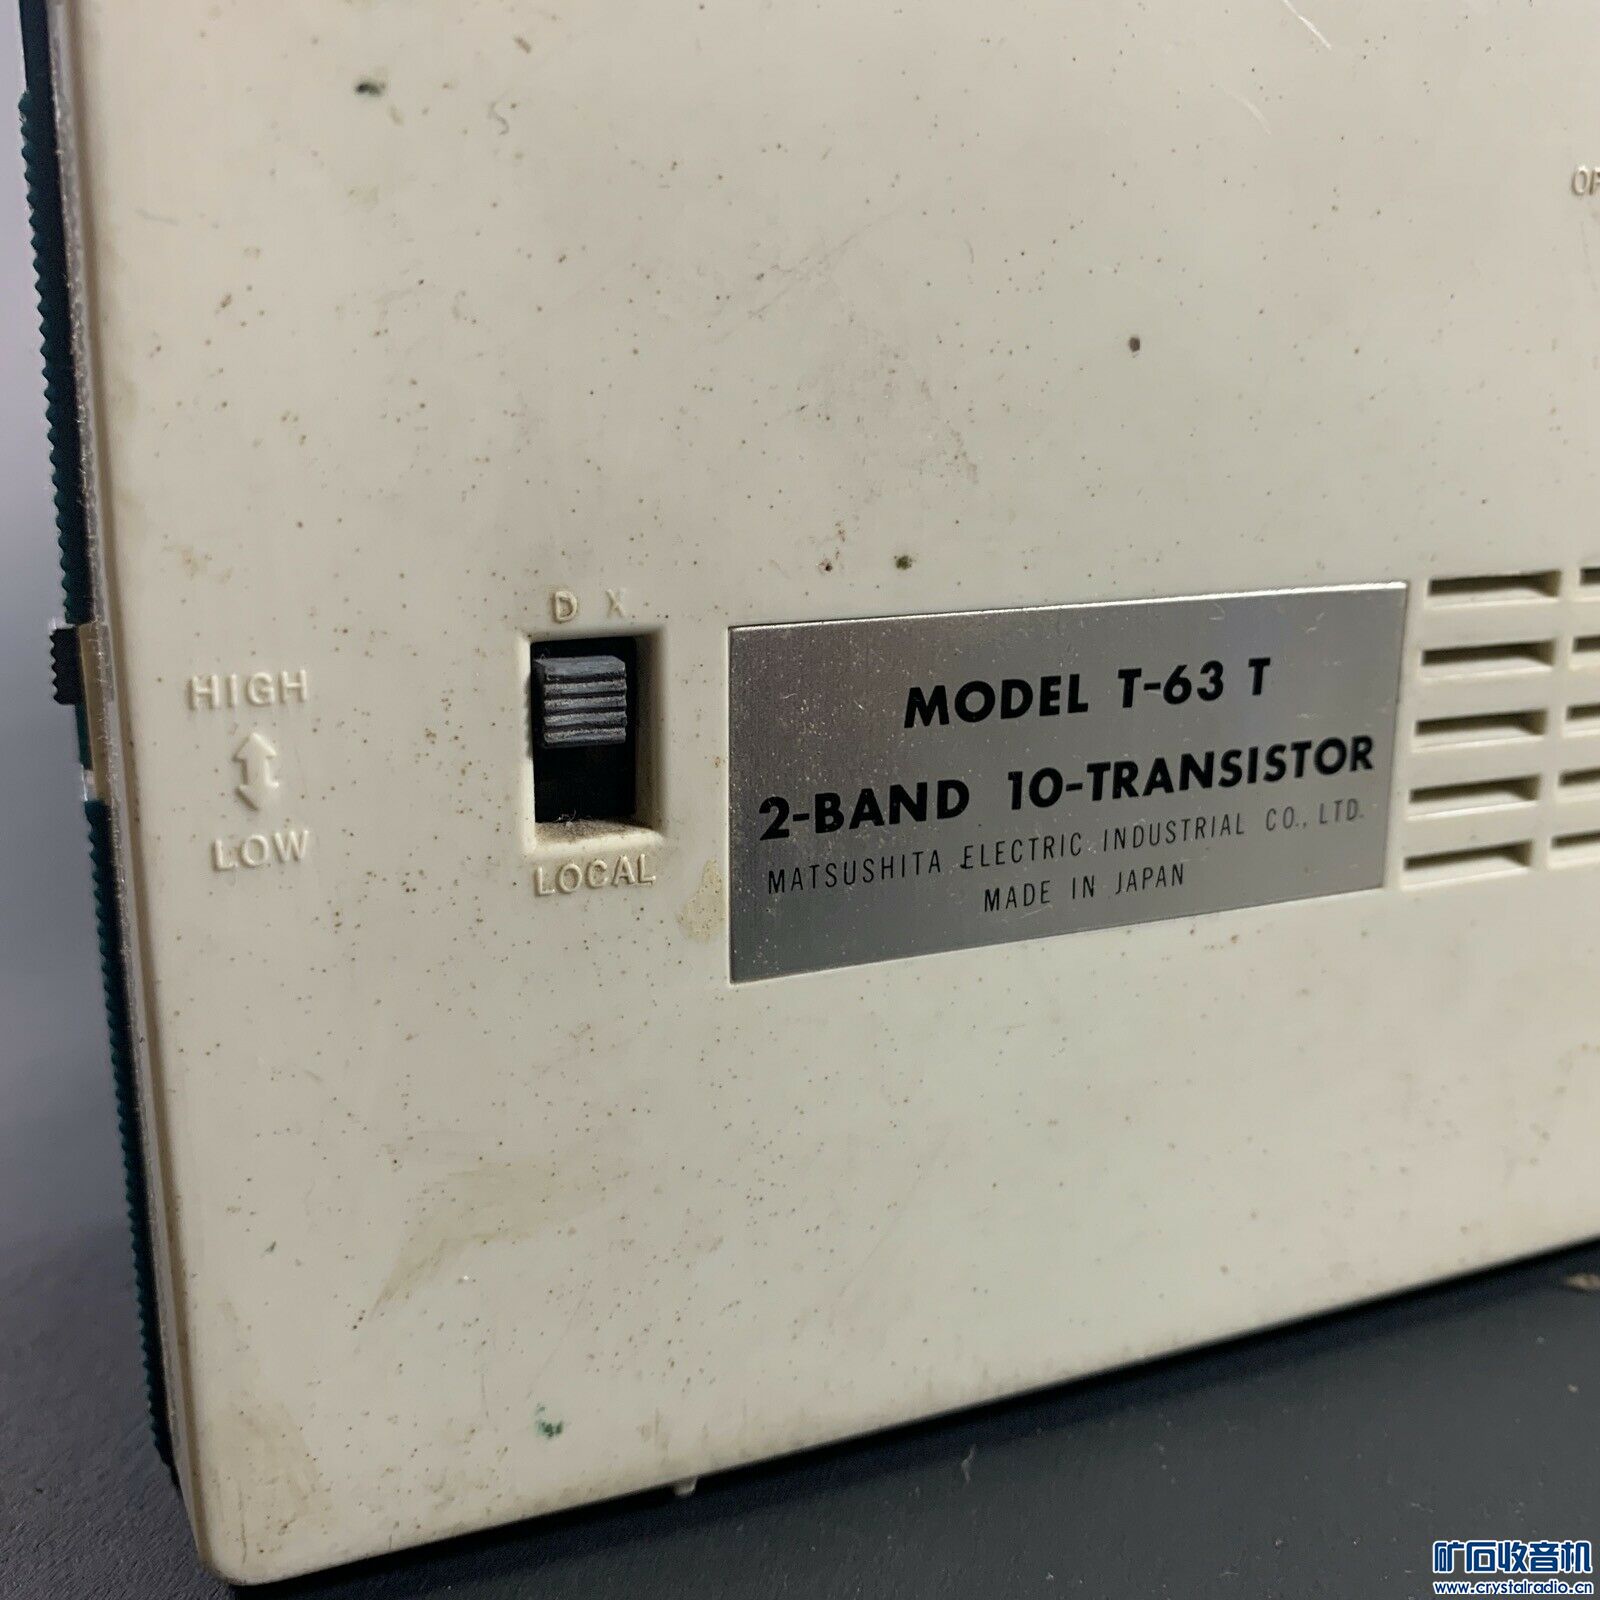 D X
HIGH
LOW
LOCAL
MODEL T-63 T
2-BAND 10-TRANSISTOR
MATSUSHITA ELECTRIC INDUSTRIAL CO., LTD.
MADE IN JAPAN
矿石收音机
www.crystalradio.cn